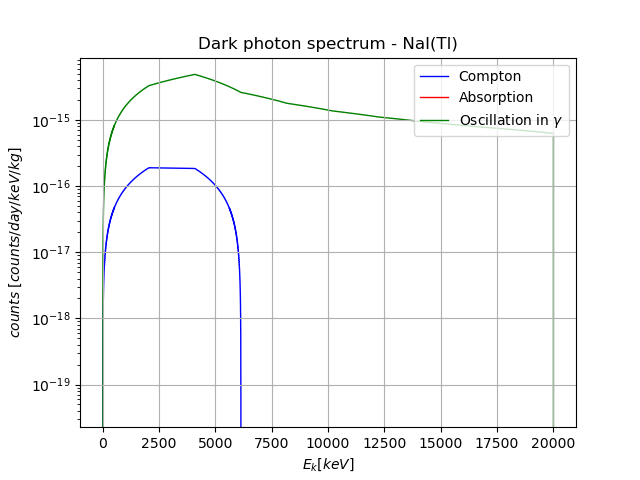 Dark photon spectrum - NaI(Tl)
Compton
Absorption
Oscillation in γ
counts [counts/day/keV/kg]
10⁻¹⁵
10⁻¹⁶
10⁻¹⁷
10⁻¹⁸
10⁻¹⁹
0 2500 5000 7500 10000 12500 15000 17500 20000
E_k[keV]